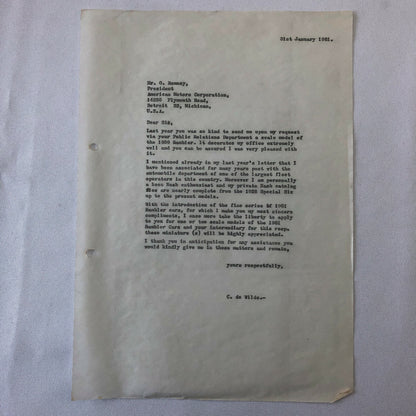 31st January 1961.
Mr. G. Romney,
President
American Motors Corporation,
14250 Plymouth Road,
Detroit 32, Michigan,
U.S.A.
Dear Sir,
Last year you was so kind to send me upon my request
via your Public Relations Department a scale model of
the 1959 Rambler. It decorates my office extremely
well and you can be assured I was very pleased with
it.
I mentioned already in my last year's letter that I
have been associated for many years past with the
automobile department of one of the largest fleet
operators in this country. Moreover I am personally
a keen Nash enthusiast and my private Nash catalog
files are nearly complete from the Special Six
up to the present models.
With the introduction of the fine series of 1961
Rambler cars, for which I make you my most sincere
compliments, I once more take the liberty to apply
to you for one or two scale models of the 1961
Rambler Cars and your intermediary for this resp.
these miniature (s) will be highly appreciated.
I thank you in anticipation for any assistance you
would kindly give me in these matters and remain,
yours respectfully,
C. de Wilde.-